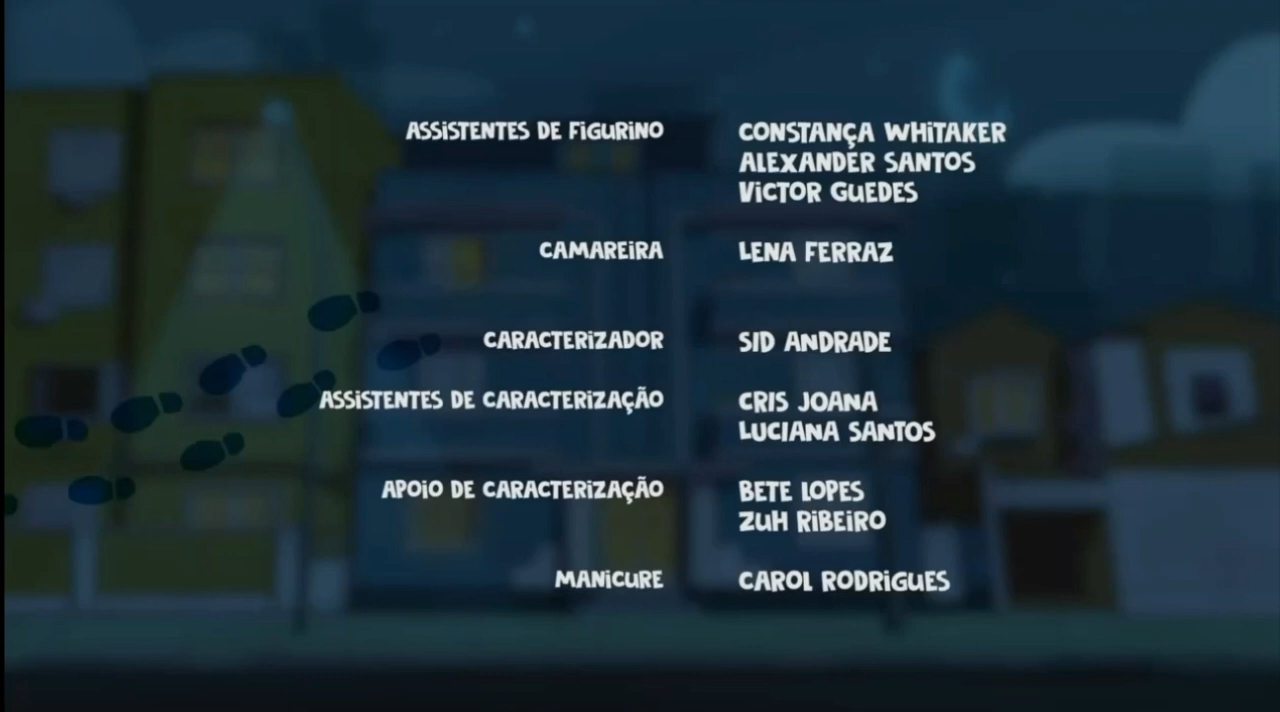 ASSISTENTES DE FIGURINO CONSTANÇA WHITAKER
ALEXANDER SANTOS
VICTOR GUEDES
CAMAREIRA LENA FERRAZ
CARACTERIZADOR SID ANDRADE
ASSISTENTES DE CARACTERIZAÇÃO CRIS JOANA
LUCIANA SANTOS
APOIO DE CARACTERIZAÇÃO BETE LOPES
ZUH RIBEIRO
MANICURE CAROL RODRIGUES